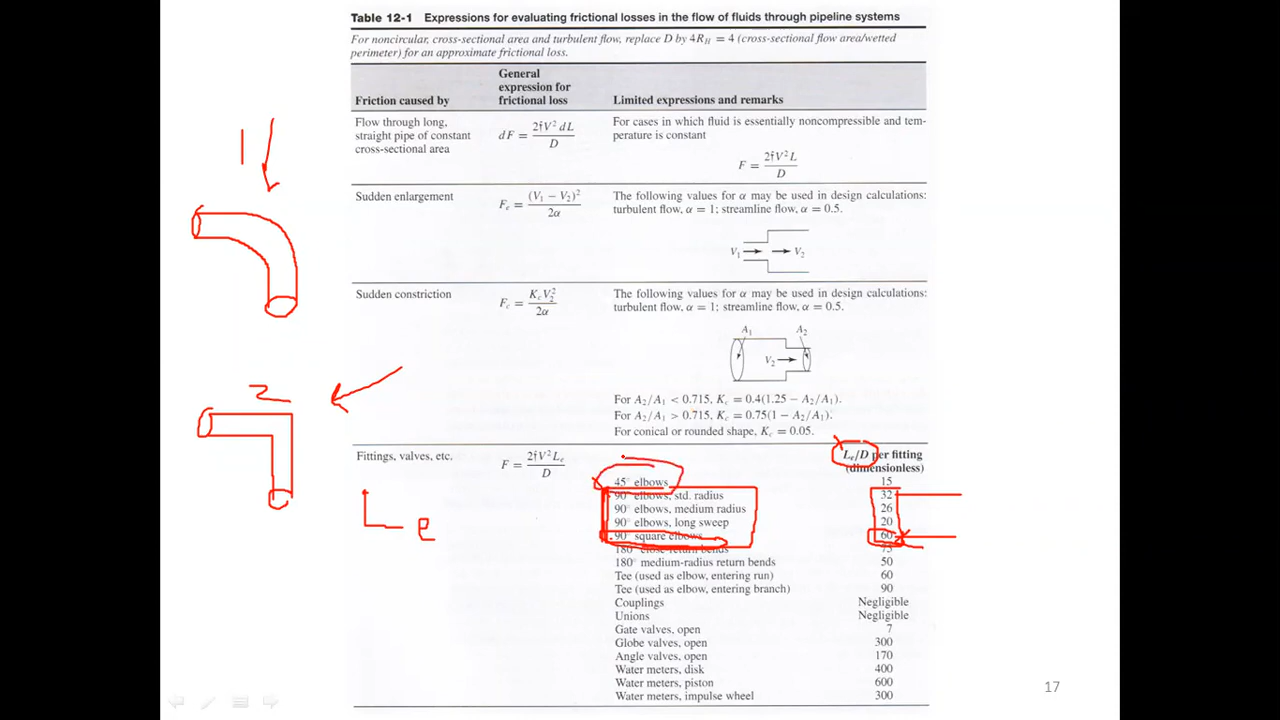 Table 12-1 Expressions for evaluating frictional losses in the flow of fluids through pipeline systems
For noncircular, cross-sectional area and turbulent flow, replace D by 4R_H = 4 (cross-sectional flow area/wetted
perimeter) for an approximate frictional loss.
Friction caused by
General
expression for
frictional loss
Limited expressions and remarks
Flow through long,
straight pipe of constant
cross-sectional area
dF = 2fV² dL / D
For cases in which fluid is essentially noncompressible and tem-
perature is constant
F = 2fV²L / D
Sudden enlargement
F_e = (V₁ − V₂)² / 2α
The following values for α may be used in design calculations:
turbulent flow, α = 1; streamline flow, α = 0.5.
V₁ V₂
Sudden constriction
F_c = K_c V₂² / 2α
The following values for α may be used in design calculations:
turbulent flow, α = 1; streamline flow, α = 0.5.
A₁ A₂
V₂
For A₂/A₁ < 0.715, K_c = 0.4(1.25 − A₂/A₁).
For A₂/A₁ > 0.715, K_c = 0.75(1 − A₂/A₁).
For conical or rounded shape, K_c = 0.05.
Fittings, valves, etc.
F = 2fV²L_e / D
L_e/D per fitting
(dimensionless)
45° elbows 15
90° elbows, std. radius 32
90° elbows, medium radius 26
90° elbows, long sweep 20
90° square elbows 60
180° close-return bends 75
180° medium-radius return bends 50
Tee (used as elbow, entering run) 60
Tee (used as elbow, entering branch) 90
Couplings Negligible
Unions Negligible
Gate valves, open 7
Globe valves, open 300
Angle valves, open 170
Water meters, disk 400
Water meters, piston 600
Water meters, impulse wheel 300
1
2
Le
17